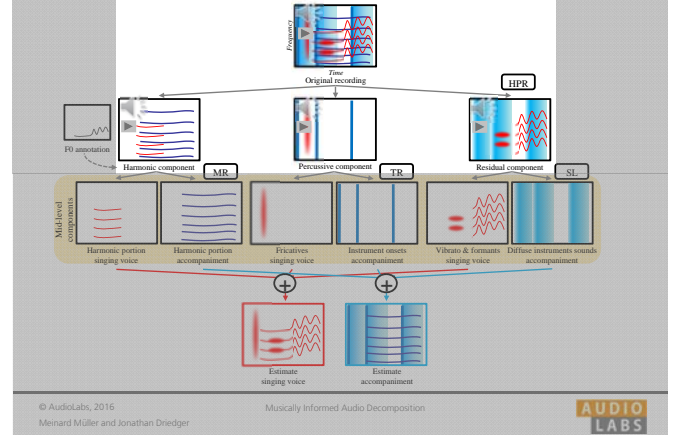 Frequency
Time
Original recording
HPR
F0 annotation
Harmonic component
Percussive component
Residual component
MR
TR
SL
Mid-level
components
Harmonic portion
singing voice
Harmonic portion
accompaniment
Fricatives
singing voice
Instrument onsets
accompaniment
Vibrato & formants
singing voice
Diffuse instruments sounds
accompaniment
+
+
Estimate
singing voice
Estimate
accompaniment
© AudioLabs, 2016
Meinard Müller and Jonathan Driedger
Musically Informed Audio Decomposition
AUDIO
LABS